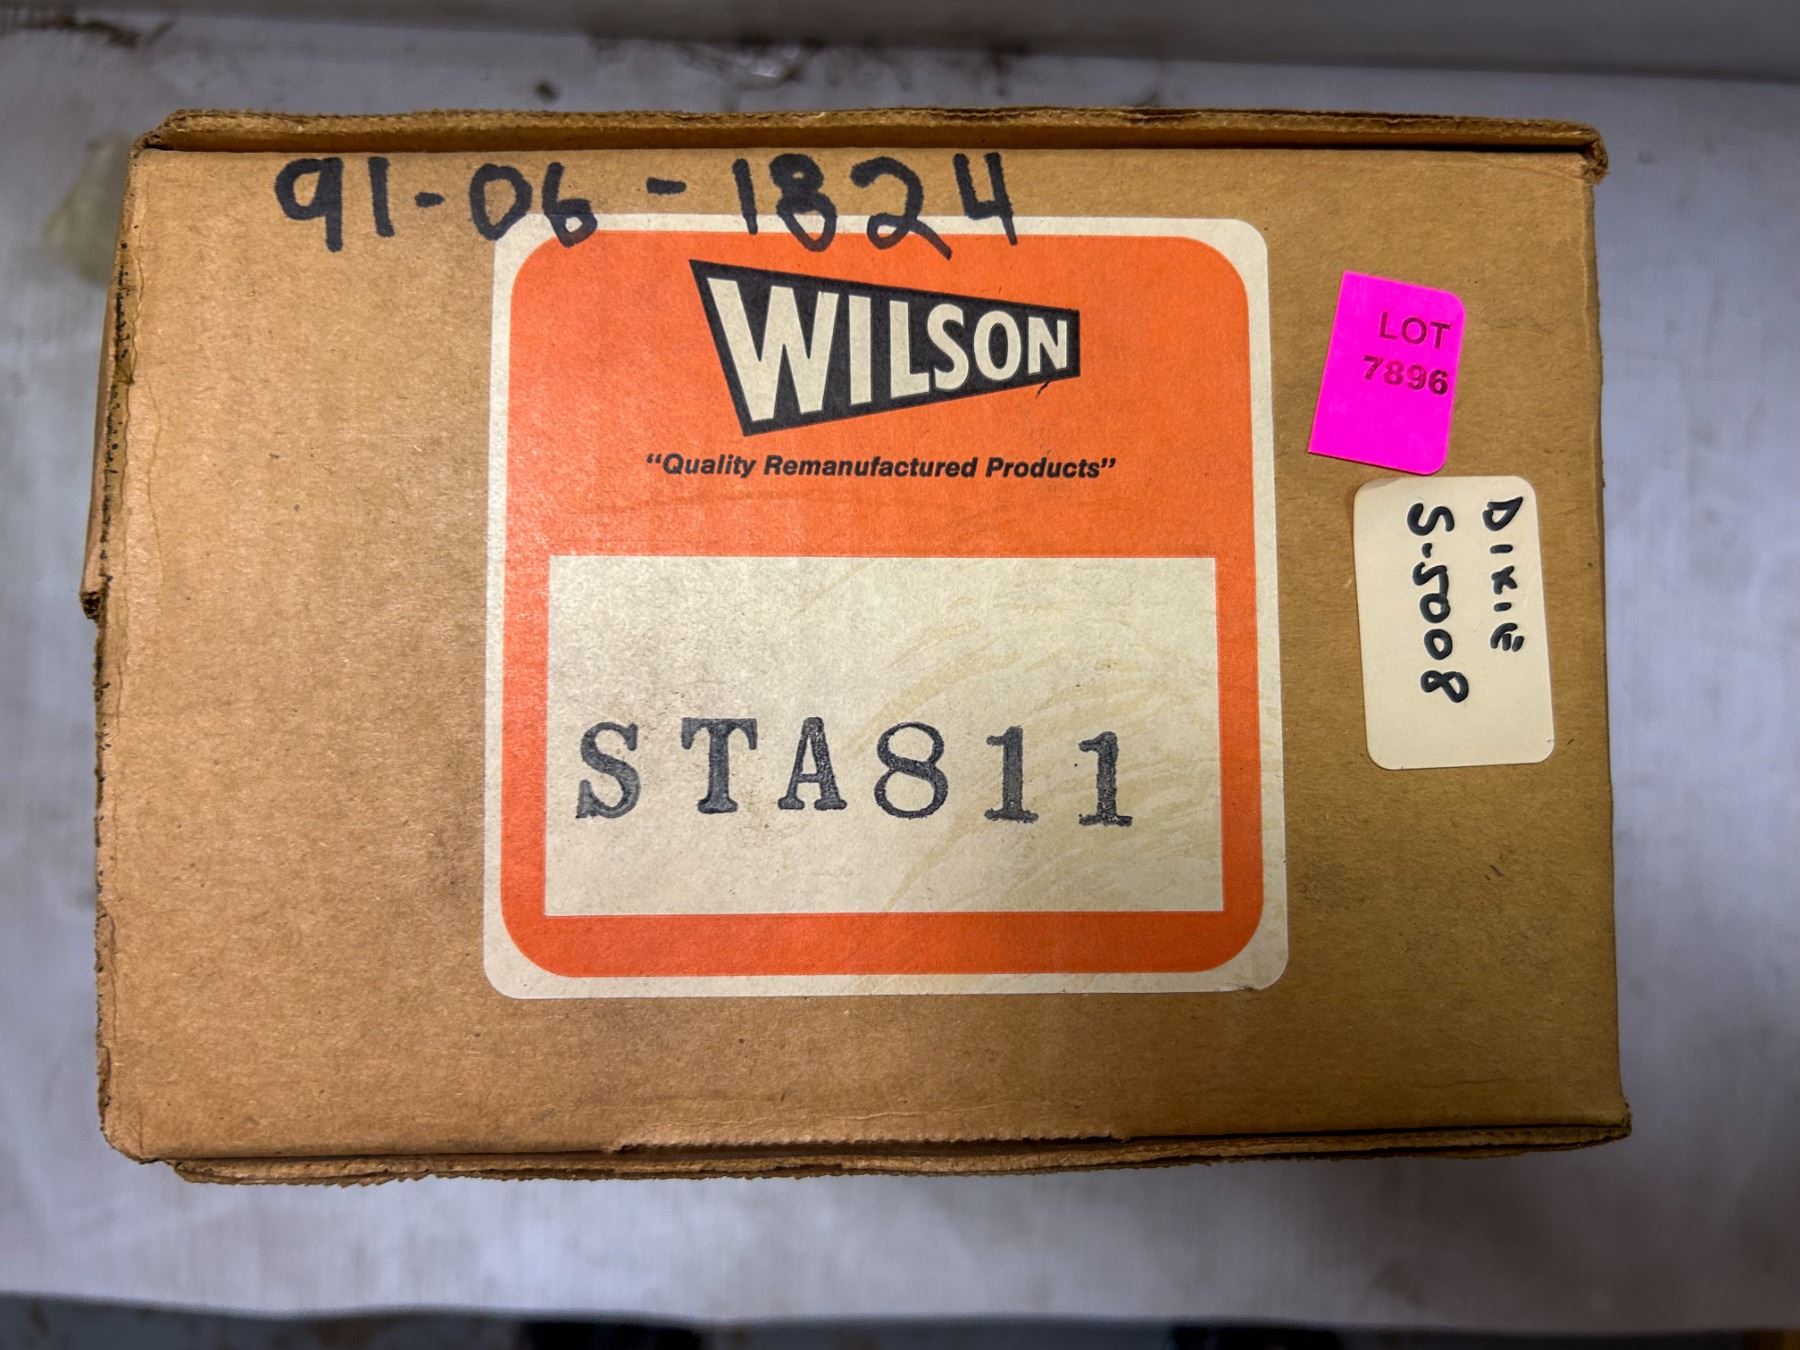 91-06-1824
WILSON
"Quality Remanufactured Products"
STA811
LOT
7896
DIXIE
S-5008